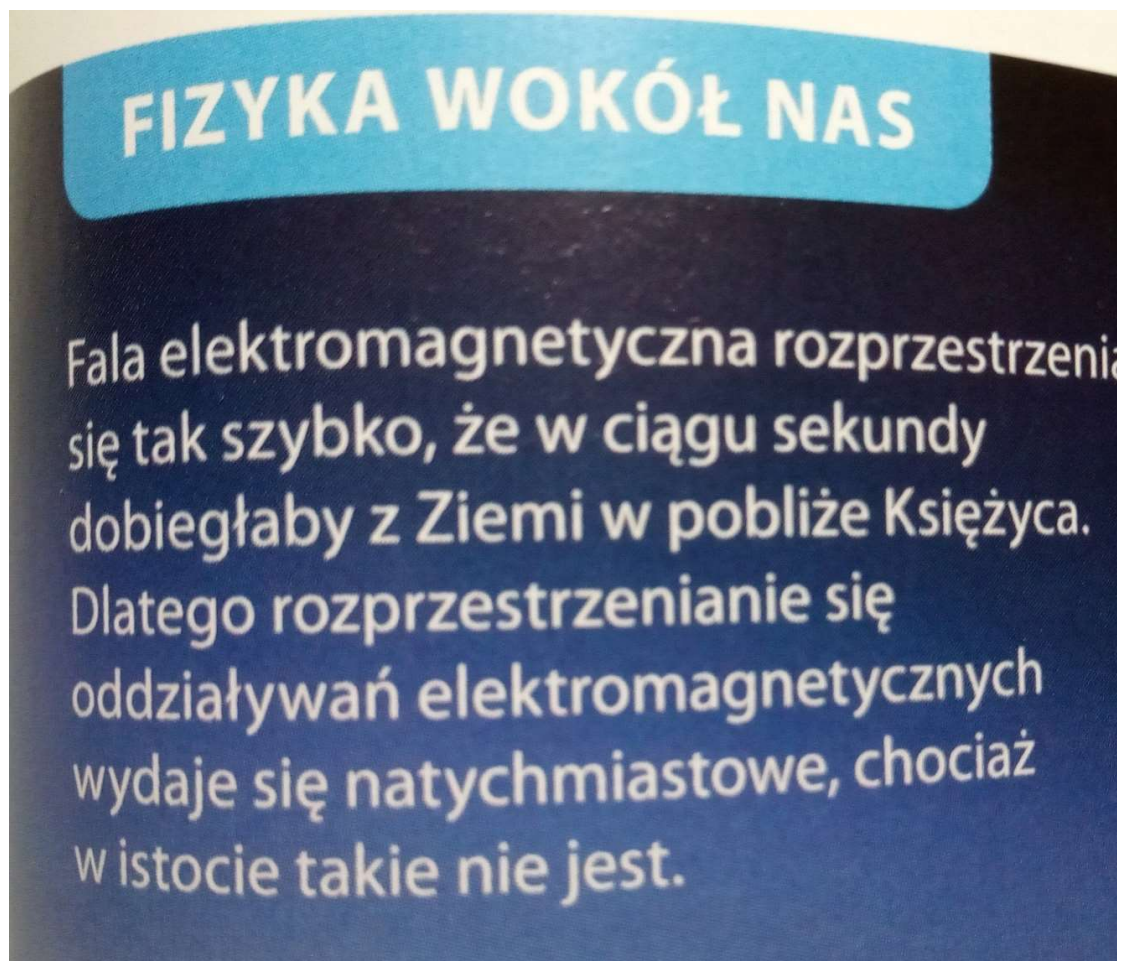 FIZYKA WOKÓŁ NAS
Fala elektromagnetyczna rozprzestrzenia
się tak szybko, że w ciągu sekundy
dobiegłaby z Ziemi w pobliże Księżyca.
Dlatego rozprzestrzenianie się
oddziaływań elektromagnetycznych
wydaje się natychmiastowe, chociaż
w istocie takie nie jest.